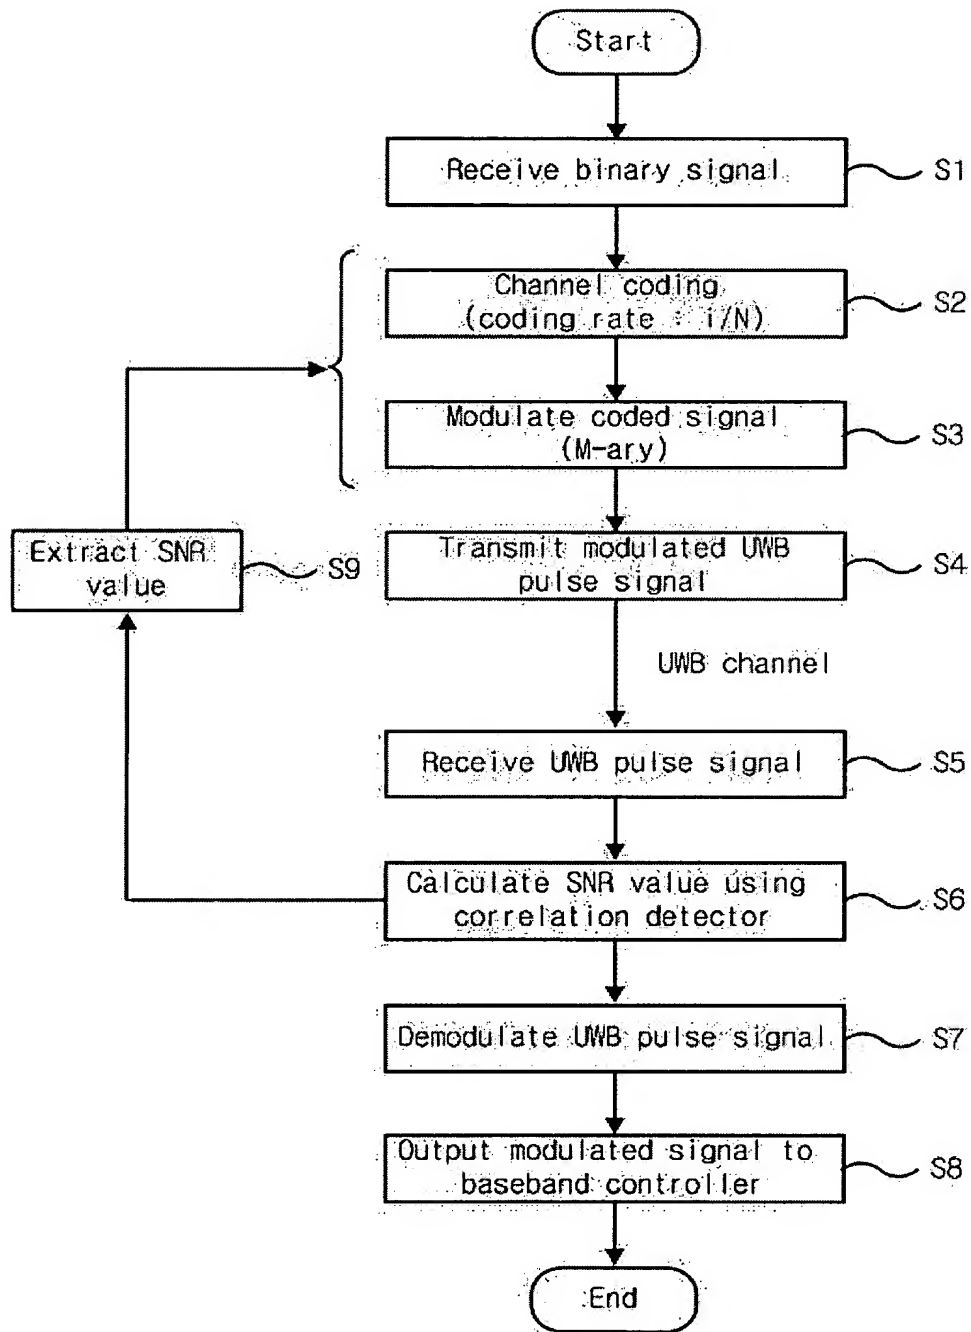 Start
Receive binary signal
S1
Channel coding
(coding rate : i/N)
S2
Modulate coded signal
(M-ary)
S3
Transmit modulated UWB
pulse signal
S4
Extract SNR
value
S9
UWB channel
Receive UWB pulse signal
S5
Calculate SNR value using
correlation detector
S6
Demodulate UWB pulse signal
S7
Output modulated signal to
baseband controller
S8
End